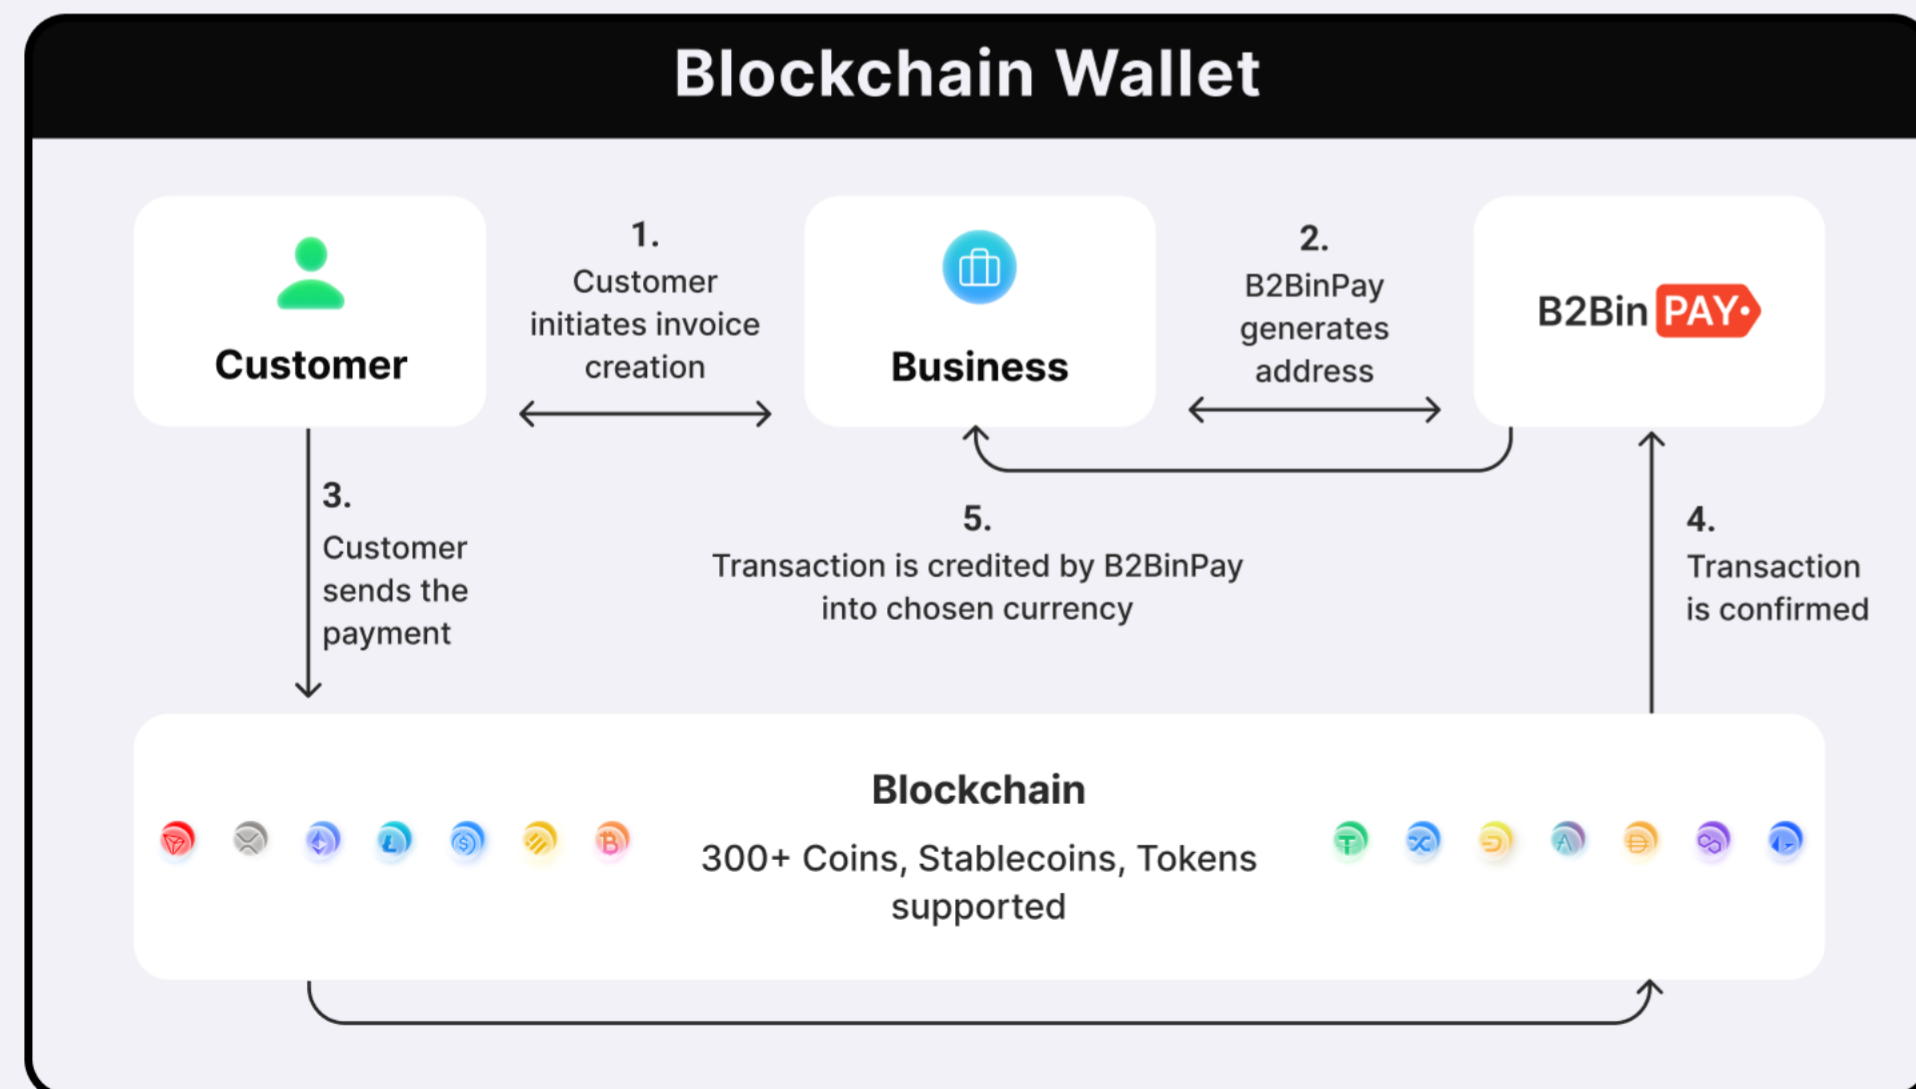 Blockchain Wallet
Customer
1.
Customer
initiates invoice
creation
Business
2.
B2BinPay
generates
address
B2Bin PAY
3.
Customer
sends the
payment
5.
Transaction is credited by B2BinPay
into chosen currency
4.
Transaction
is confirmed
Blockchain
300+ Coins, Stablecoins, Tokens
supported